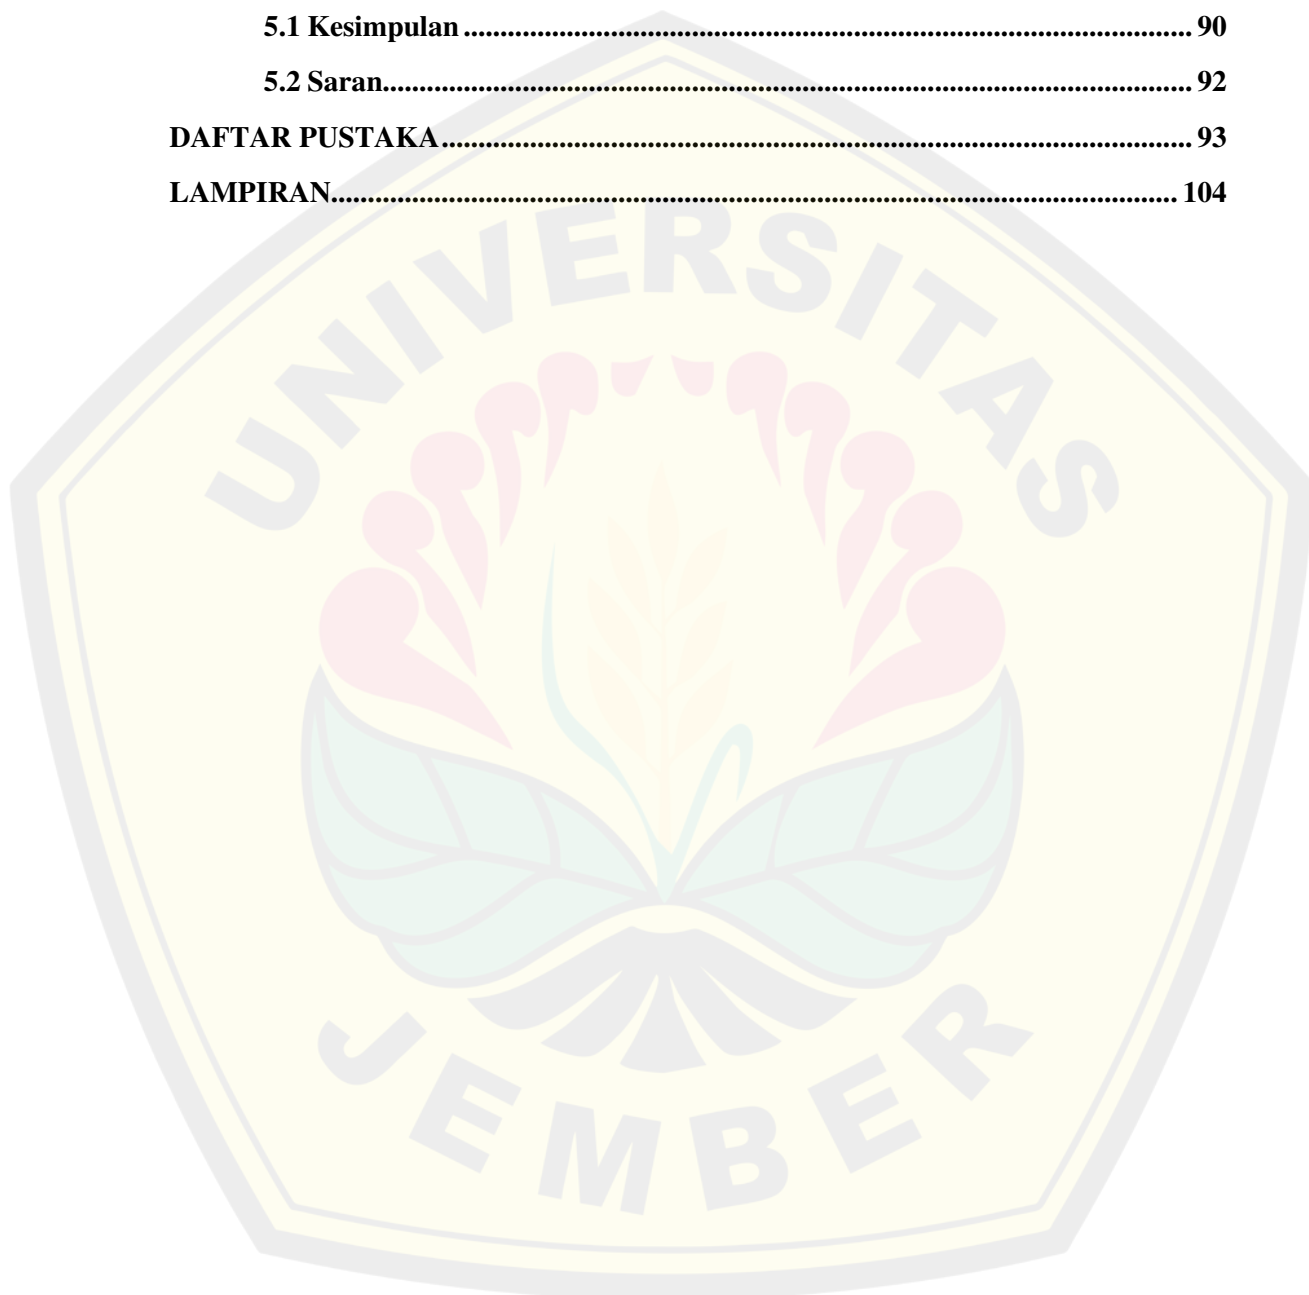 5.1 Kesimpulan ........................................................................................................ 90
5.2 Saran.................................................................................................................... 92
DAFTAR PUSTAKA ........................................................................................................... 93
LAMPIRAN......................................................................................................................... 104
UNIVERSITAS
JEMBER